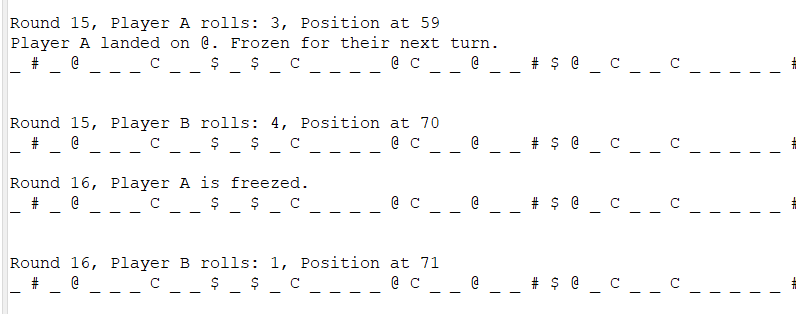 Round 15, Player A rolls: 3, Position at 59
Player A landed on @. Frozen for their next turn.
_ # _ @ _ _ _ C _ _ $ _ $ _ C _ _ _ _ @ C _ _ @ _ _ # $ @ _ C _ _ C _ _ _ _ _ #
Round 15, Player B rolls: 4, Position at 70
_ # _ @ _ _ _ C _ _ $ _ $ _ C _ _ _ _ @ C _ _ @ _ _ # $ @ _ C _ _ C _ _ _ _ _ #
Round 16, Player A is freezed.
_ # _ @ _ _ _ C _ _ $ _ $ _ C _ _ _ _ @ C _ _ @ _ _ # $ @ _ C _ _ C _ _ _ _ _ #
Round 16, Player B rolls: 1, Position at 71
_ # _ @ _ _ _ C _ _ $ _ $ _ C _ _ _ _ @ C _ _ @ _ _ # $ @ _ C _ _ C _ _ _ _ _ #